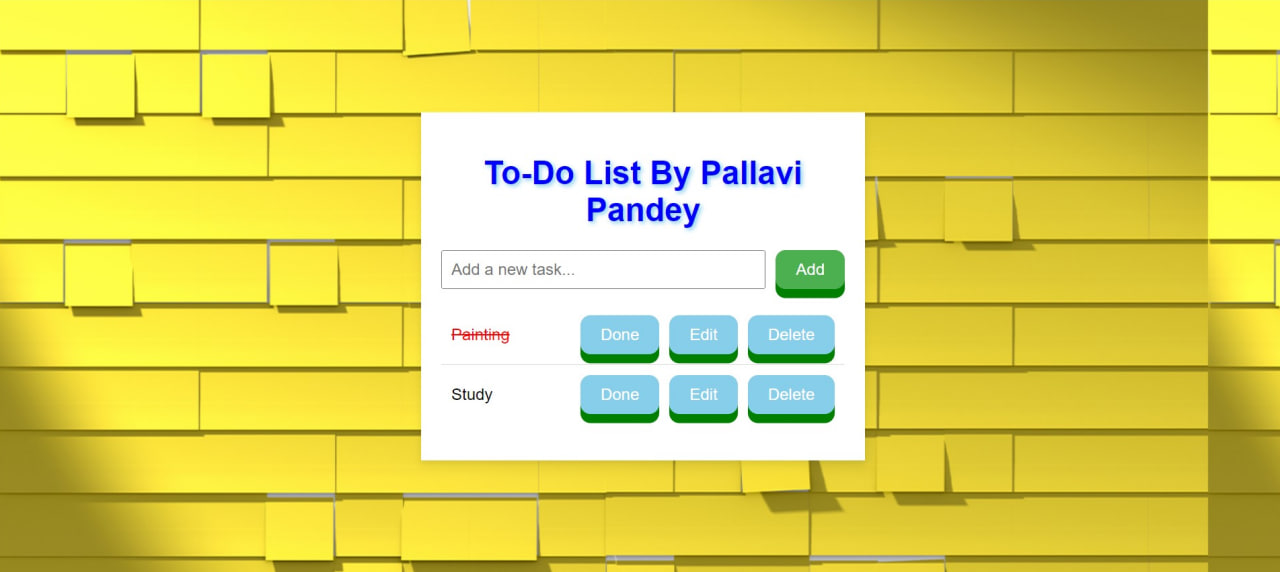 To-Do List By Pallavi
Pandey
Add a new task... Add
Painting Done Edit Delete
Study Done Edit Delete